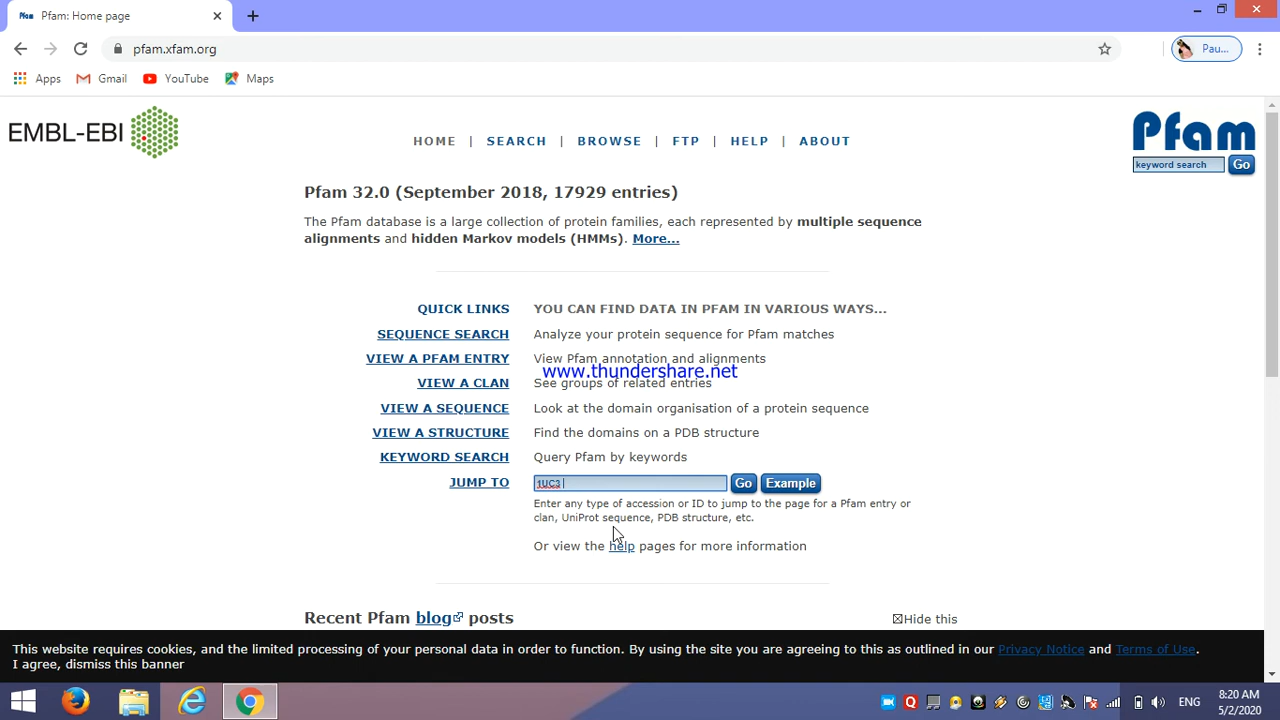 Pfam: Home page
pfam.xfam.org
Pau...
Apps Gmail YouTube Maps
EMBL-EBI
HOME | SEARCH | BROWSE | FTP | HELP | ABOUT
Pfam
keyword search Go
Pfam 32.0 (September 2018, 17929 entries)
The Pfam database is a large collection of protein families, each represented by multiple sequence
alignments and hidden Markov models (HMMs). More...
QUICK LINKS YOU CAN FIND DATA IN PFAM IN VARIOUS WAYS...
SEQUENCE SEARCH Analyze your protein sequence for Pfam matches
VIEW A PFAM ENTRY View Pfam annotation and alignments
www.thundershare.net
VIEW A CLAN See groups of related entries
VIEW A SEQUENCE Look at the domain organisation of a protein sequence
VIEW A STRUCTURE Find the domains on a PDB structure
KEYWORD SEARCH Query Pfam by keywords
JUMP TO 1UC3 Go Example
Enter any type of accession or ID to jump to the page for a Pfam entry or
clan, UniProt sequence, PDB structure, etc.
Or view the help pages for more information
Recent Pfam blog posts Hide this
This website requires cookies, and the limited processing of your personal data in order to function. By using the site you are agreeing to this as outlined in our Privacy Notice and Terms of Use.
I agree, dismiss this banner
ENG
8:20 AM
5/2/2020